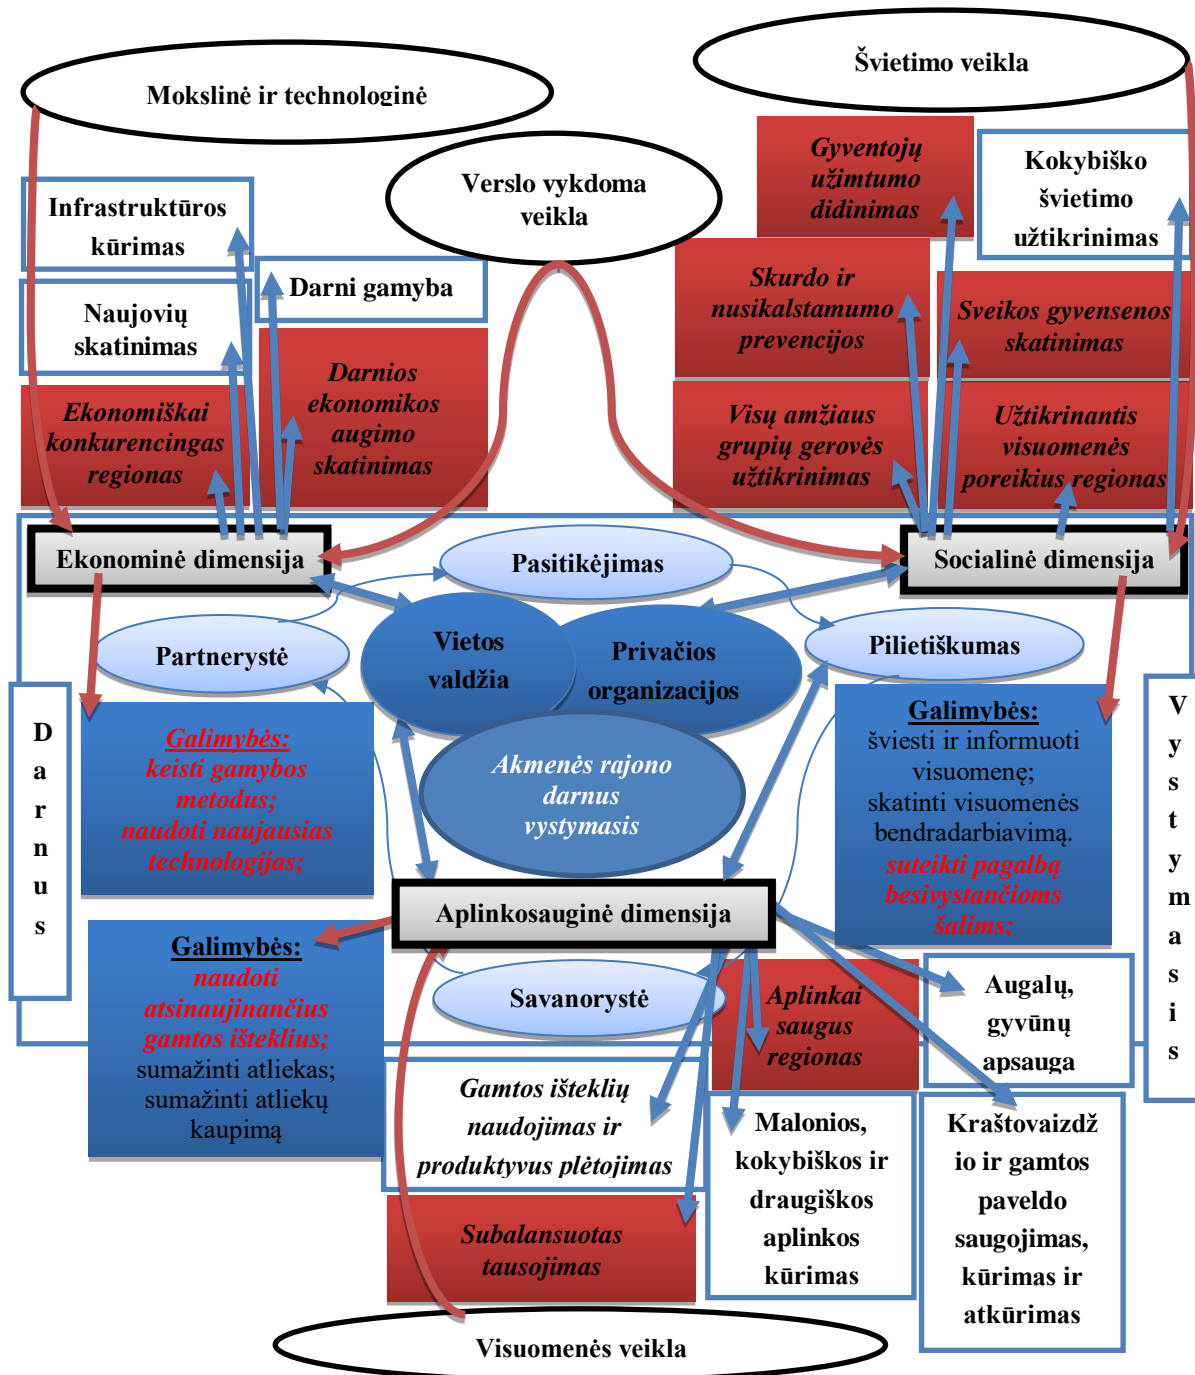 Mokslinė ir technologinė
Švietimo veikla
Verslo vykdoma
veikla
Infrastruktūros
kūrimas
Darni gamyba
Naujovių
skatinimas
Ekonomiškai
konkurencingas
regionas
Darnios
ekonomikos
augimo
skatinimas
Gyventojų
užimtumo
didinimas
Kokybiško
švietimo
užtikrinimas
Skurdo ir
nusikalstamumo
prevencijos
Sveikos gyvensenos
skatinimas
Visų amžiaus
grupių gerovės
užtikrinimas
Užtikrinantis
visuomenės
poreikius regionas
Ekonominė dimensija
Pasitikėjimas
Socialinė dimensija
Partnerystė
Vietos
valdžia
Privačios
organizacijos
Pilietiškumas
D
a
r
n
u
s
Galimybės:
keisti gamybos
metodus;
naudoti naujausias
technologijas;
Akmenės rajono
darnus
vystymasis
Galimybės:
šviesti ir informuoti
visuomenę;
skatinti visuomenės
bendradarbiavimą.
suteikti pagalbą
besivystančioms
šalims;
V
y
s
t
y
m
a
s
i
s
Aplinkosauginė dimensija
Galimybės:
naudoti
atsinaujinančius
gamtos išteklius;
sumažinti atliekas;
sumažinti atliekų
kaupimą
Savanorystė
Aplinkai
saugus
regionas
Augalų,
gyvūnų
apsauga
Gamtos išteklių
naudojimas ir
produktyvus plėtojimas
Malonios,
kokybiškos ir
draugiškos
aplinkos
kūrimas
Kraštovaizdž
io ir gamtos
paveldo
saugojimas,
kūrimas ir
atkūrimas
Subalansuotas
tausojimas
Visuomenės veikla